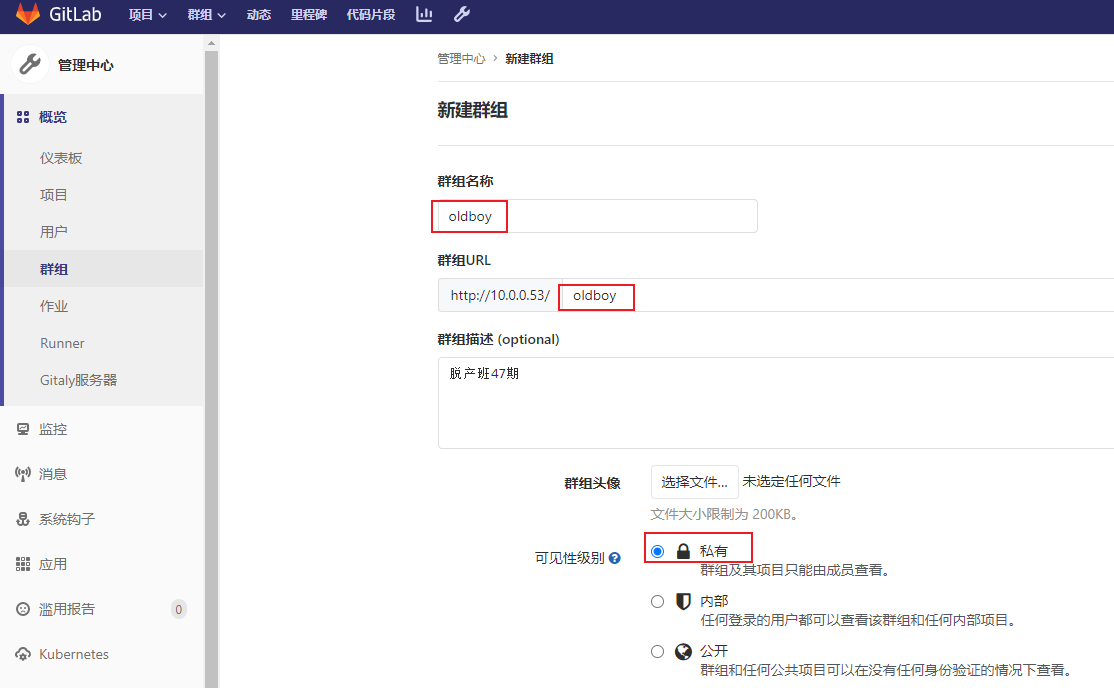 GitLab 项目 群组 动态 里程碑 代码片段
管理中心
概览
仪表板
项目
用户
群组
作业
Runner
Gitaly服务器
监控
消息
系统钩子
应用
滥用报告 0
Kubernetes
管理中心 › 新建群组
新建群组
群组名称
oldboy
群组URL
http://10.0.0.53/ oldboy
群组描述 (optional)
脱产班47期
群组头像 选择文件... 未选定任何文件
文件大小限制为 200KB。
可见性级别 ? 私有
群组及其项目只能由成员查看。
内部
任何登录的用户都可以查看该群组和任何内部项目。
公开
群组和任何公共项目可以在没有任何身份验证的情况下查看。